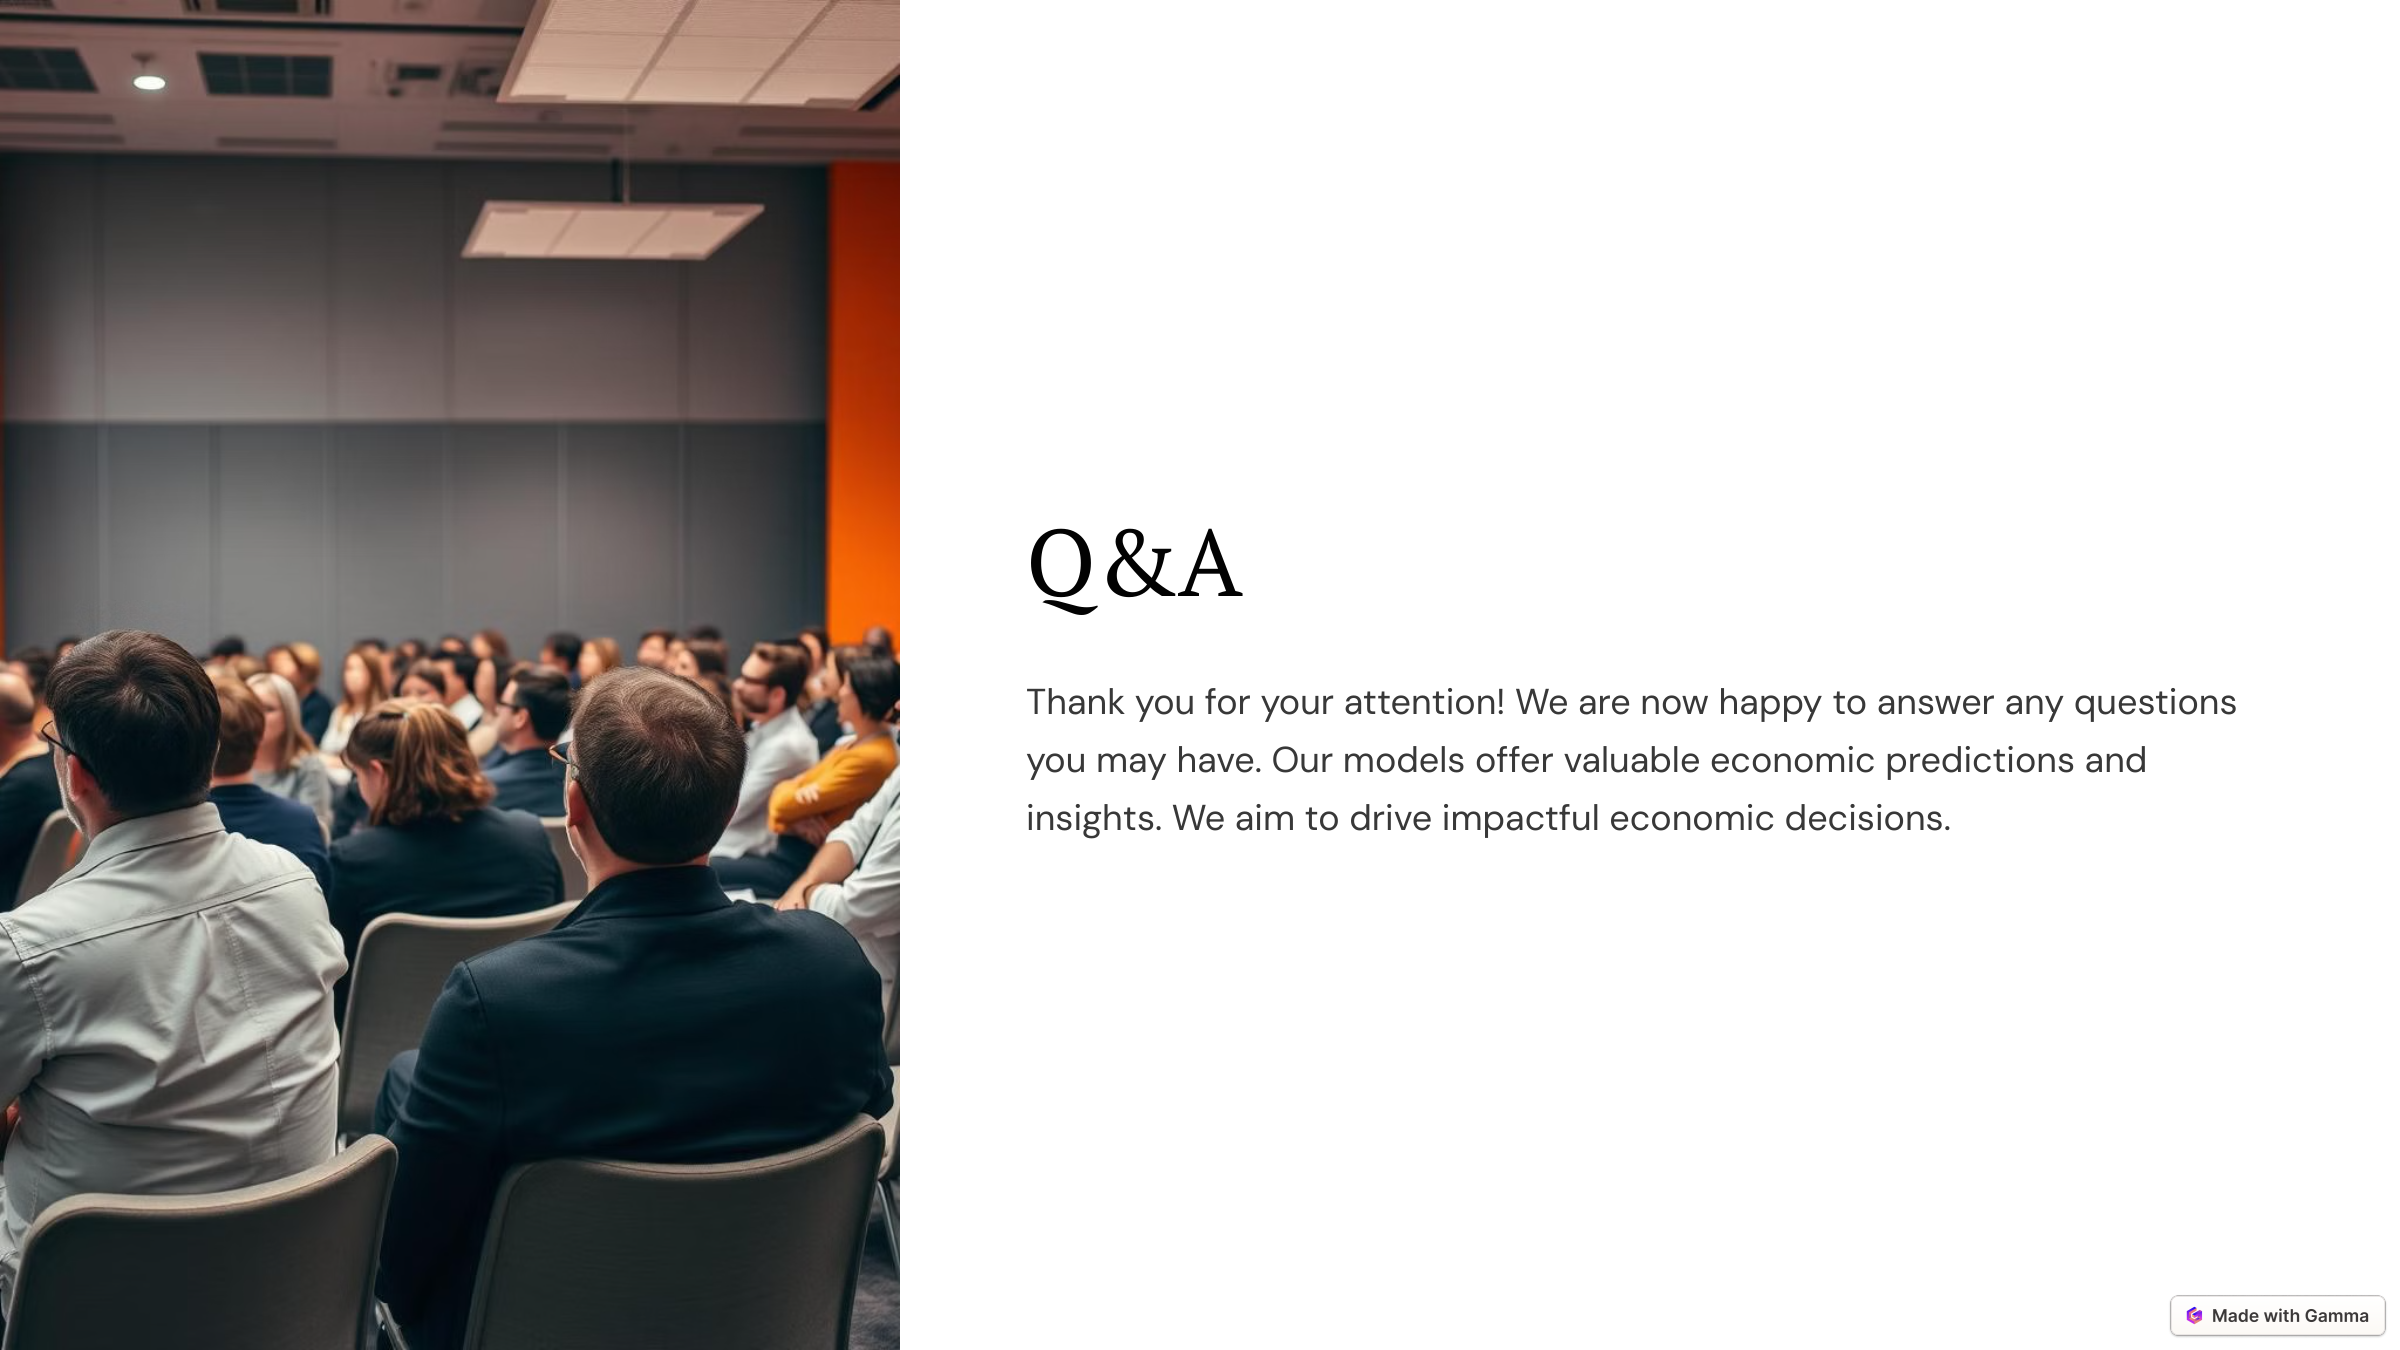 Q&A
Thank you for your attention! We are now happy to answer any questions
you may have. Our models offer valuable economic predictions and
insights. We aim to drive impactful economic decisions.
Made with Gamma